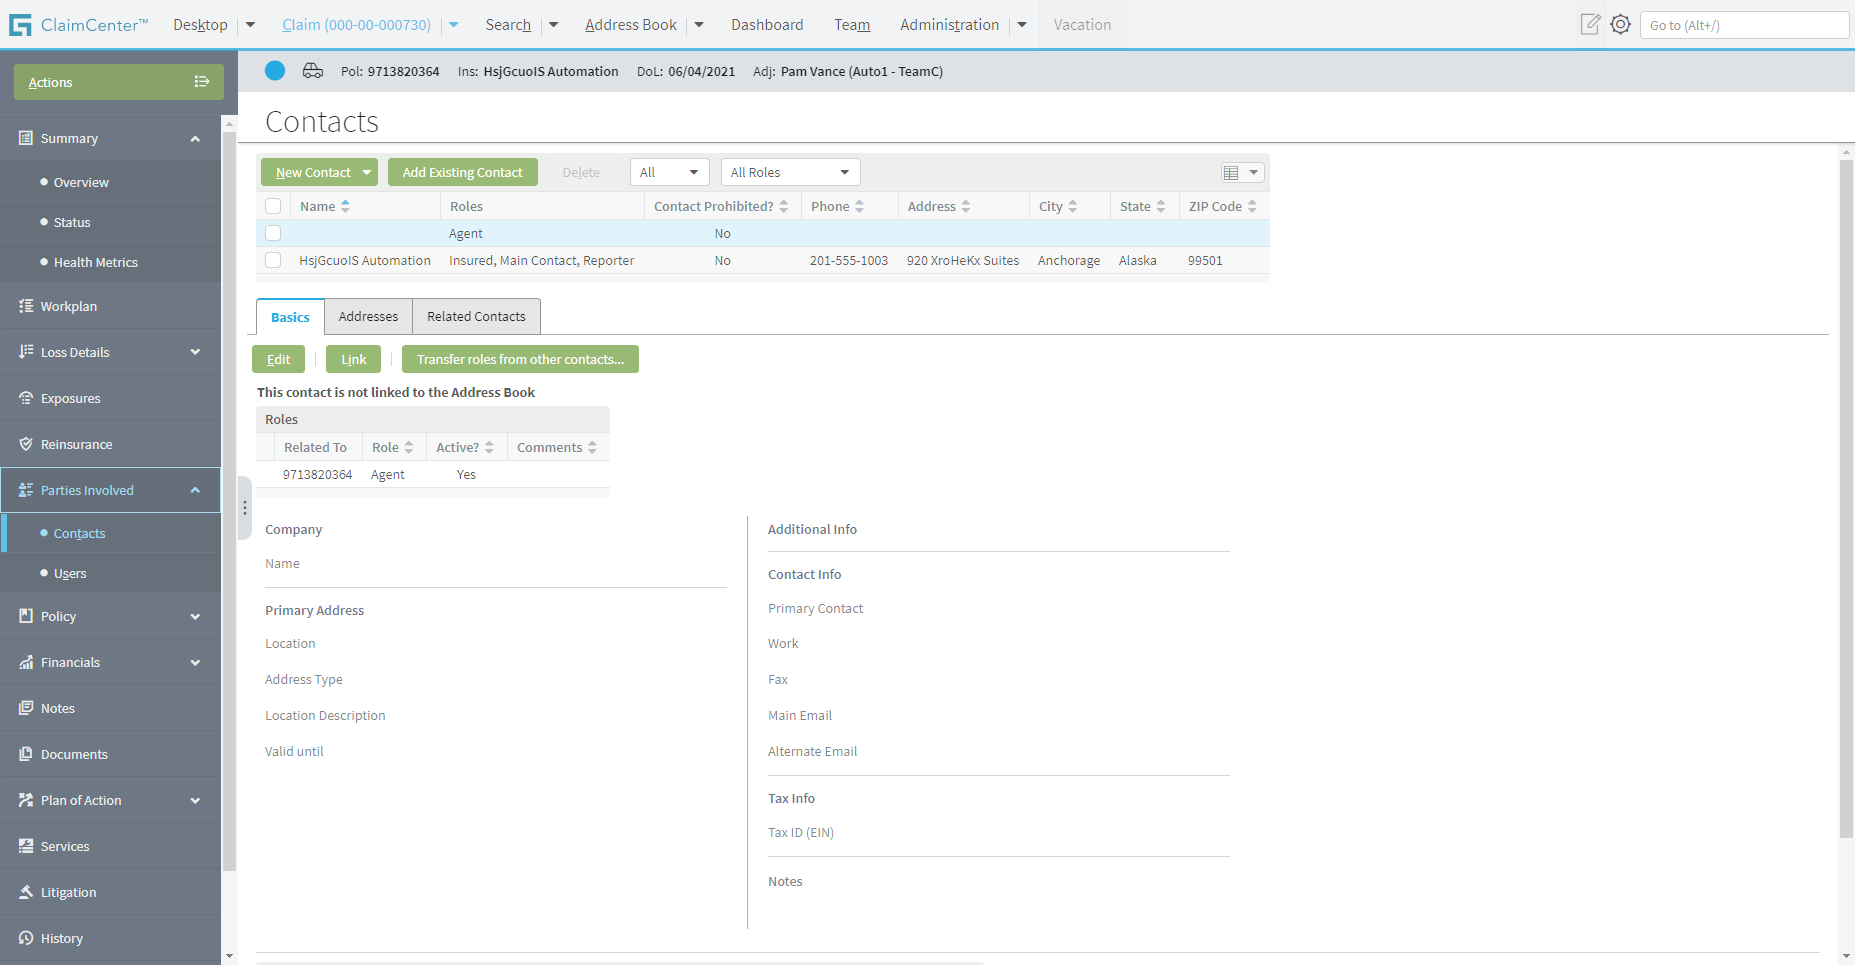 ClaimCenter™ Desktop Claim (000-00-000730) Search Address Book Dashboard Team Administration Vacation Go to (Alt+/)
Pol: 9713820364 Ins: HsjGcuoIS Automation DoL: 06/04/2021 Adj: Pam Vance (Auto1 - TeamC)
Actions
Summary
Overview
Status
Health Metrics
Workplan
Loss Details
Exposures
Reinsurance
Parties Involved
Contacts
Users
Policy
Financials
Notes
Documents
Plan of Action
Services
Litigation
History
Contacts
New Contact Add Existing Contact Delete All All Roles
Name Roles Contact Prohibited? Phone Address City State ZIP Code
Agent No
HsjGcuoIS Automation Insured, Main Contact, Reporter No 201-555-1003 920 XroHeKx Suites Anchorage Alaska 99501
Basics Addresses Related Contacts
Edit Link Transfer roles from other contacts...
This contact is not linked to the Address Book
Roles
Related To Role Active? Comments
9713820364 Agent Yes
Company
Name
Primary Address
Location
Address Type
Location Description
Valid until
Additional Info
Contact Info
Primary Contact
Work
Fax
Main Email
Alternate Email
Tax Info
Tax ID (EIN)
Notes